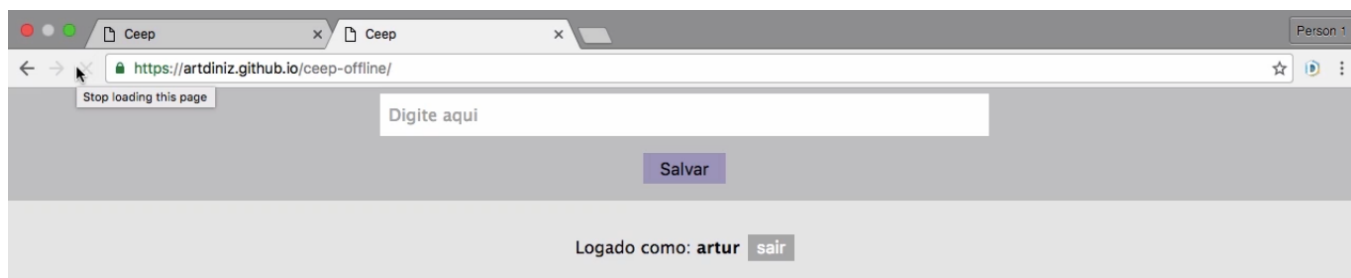 Ceep
Ceep
Person 1
https://artdiniz.github.io/ceep-offline/
Stop loading this page
Digite aqui
Salvar
Logado como: artur sair